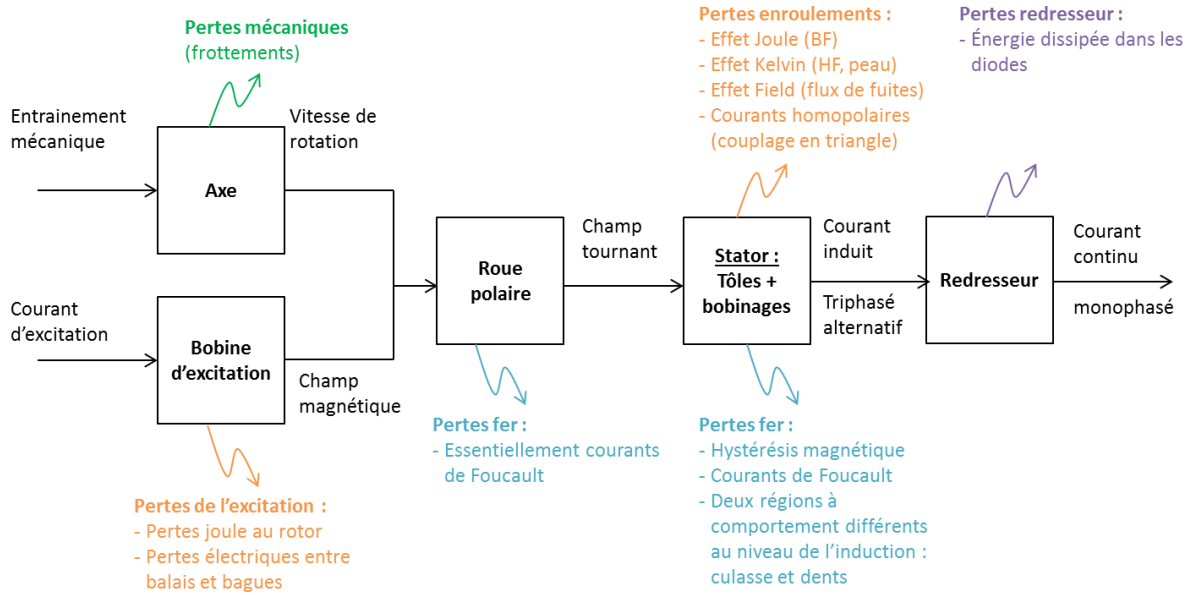 Pertes mécaniques
(frottements)
Pertes enroulements :
- Effet Joule (BF)
- Effet Kelvin (HF, peau)
- Effet Field (flux de fuites)
- Courants homopolaires
(couplage en triangle)
Pertes redresseur :
- Énergie dissipée dans les
diodes
Entrainement
mécanique
Axe
Vitesse de
rotation
Courant
d'excitation
Bobine
d'excitation
Champ
magnétique
Roue
polaire
Champ
tournant
Stator :
Tôles +
bobinages
Courant
induit
Triphasé
alternatif
Redresseur
Courant
continu
monophasé
Pertes de l'excitation :
- Pertes joule au rotor
- Pertes électriques entre
balais et bagues
Pertes fer :
- Essentiellement courants
de Foucault
Pertes fer :
- Hystérésis magnétique
- Courants de Foucault
- Deux régions à
comportement différents
au niveau de l'induction :
culasse et dents